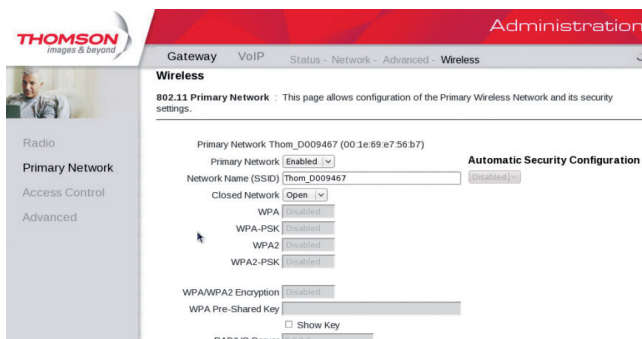 THOMSON
images & beyond
Administration
Gateway VoIP Status - Network - Advanced - Wireless
Wireless
802.11 Primary Network : This page allows configuration of the Primary Wireless Network and its security
settings.
Radio
Primary Network
Access Control
Advanced
Primary Network Thom_D009467 (00:1e:69:e7:56:b7)
Primary Network Enabled
Automatic Security Configuration
Disabled
Network Name (SSID) Thom_D009467
Closed Network Open
WPA Disabled
WPA-PSK Disabled
WPA2 Disabled
WPA2-PSK Disabled
WPA/WPA2 Encryption Disabled
WPA Pre-Shared Key
Show Key
RADIUS Server